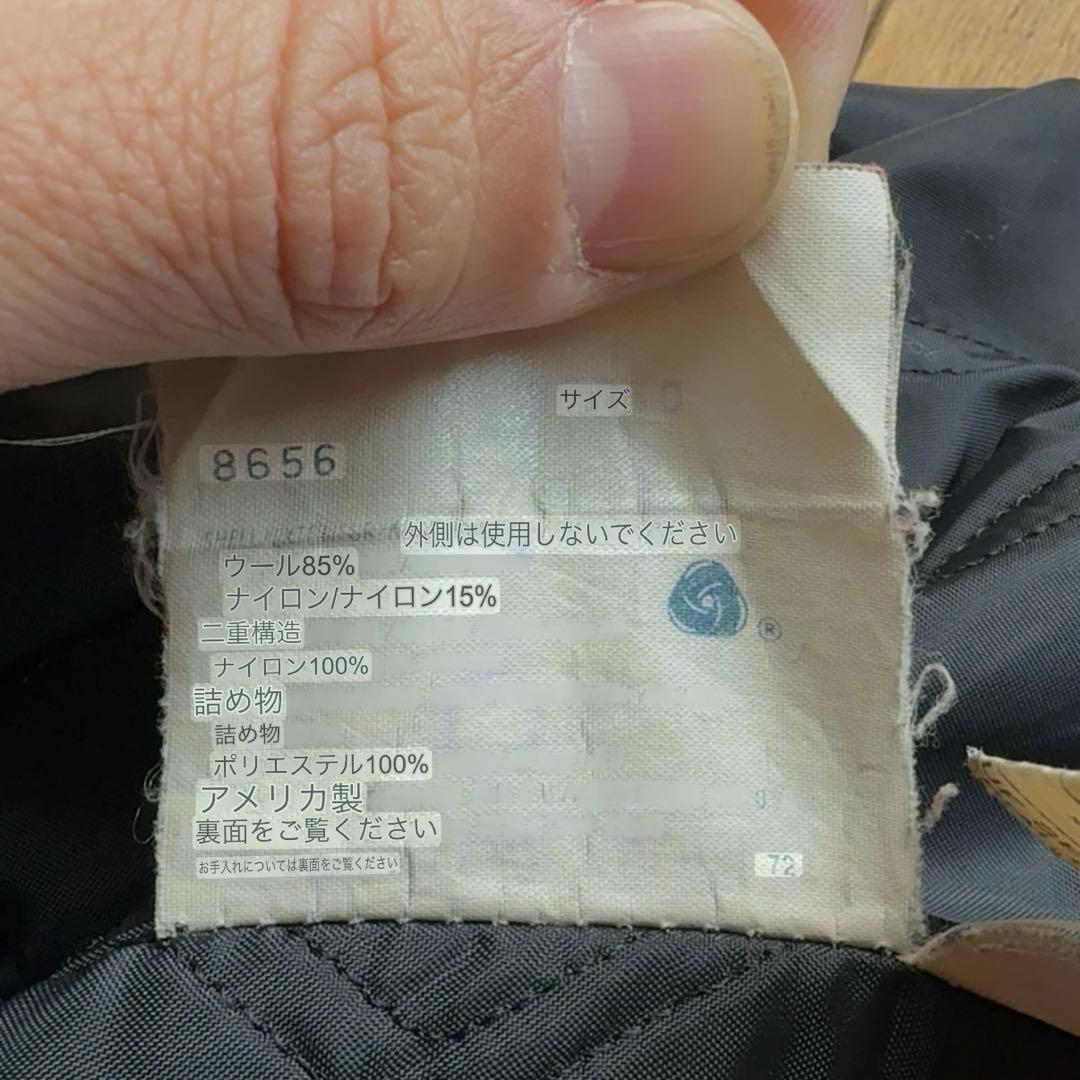 サイズ
8656
外側は使用しないでください
ウール85%
ナイロン/ナイロン15%
®
二重構造
ナイロン100%
詰め物
詰め物
ポリエステル100%
アメリカ製
裏面をご覧ください
お手入れについては裏面をご覧ください
72